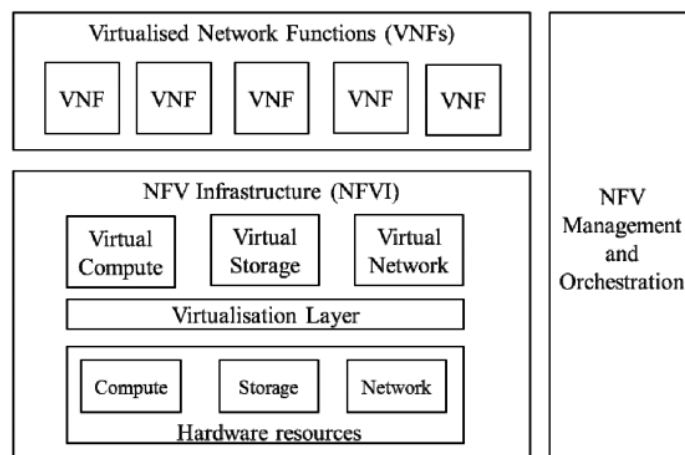 Virtualised Network Functions (VNFs)
VNF VNF VNF VNF VNF
NFV Infrastructure (NFVI)
Virtual
Compute
Virtual
Storage
Virtual
Network
Virtualisation Layer
Compute Storage Network
Hardware resources
NFV
Management
and
Orchestration